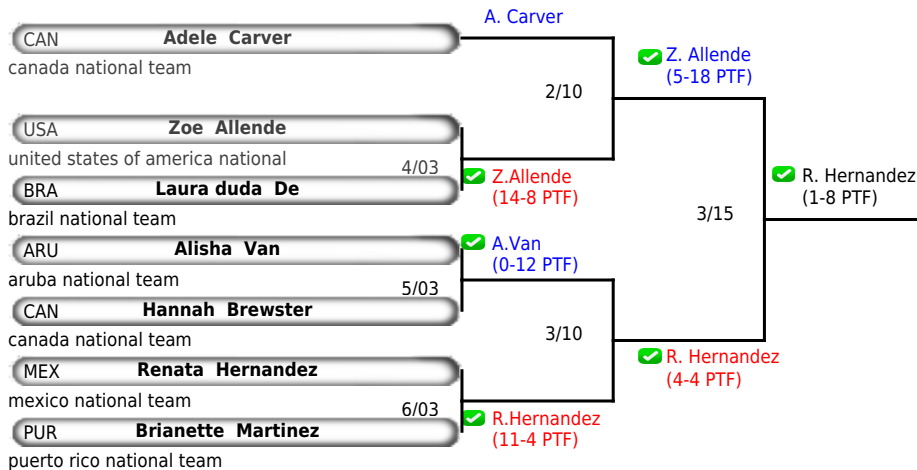 A. Carver
CAN Adele Carver
canada national team
Z. Allende
(5-18 PTF)
2/10
USA Zoe Allende
united states of america national
4/03
Z.Allende
(14-8 PTF)
BRA Laura duda De
brazil national team
R. Hernandez
(1-8 PTF)
3/15
ARU Alisha Van
aruba national team
A.Van
(0-12 PTF)
5/03
CAN Hannah Brewster
canada national team
3/10
R. Hernandez
(4-4 PTF)
MEX Renata Hernandez
mexico national team
6/03
R.Hernandez
(11-4 PTF)
PUR Brianette Martinez
puerto rico national team